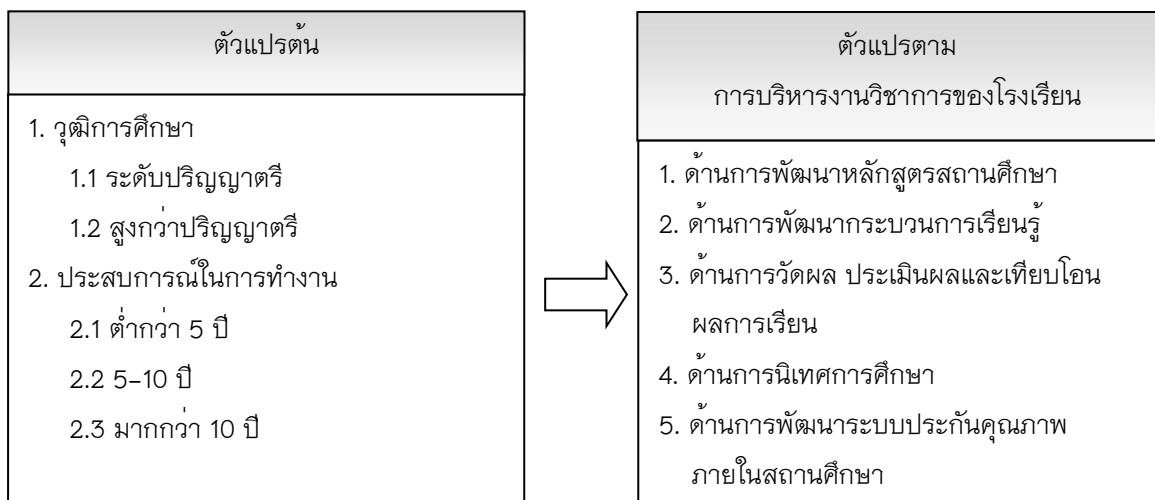 ตัวแปรต้น
1. วุฒิการศึกษา
1.1 ระดับปริญญาตรี
1.2 สูงกว่าปริญญาตรี
2. ประสบการณ์ในการทำงาน
2.1 ต่ำกว่า 5 ปี
2.2 5-10 ปี
2.3 มากกว่า 10 ปี
ตัวแปรตาม
การบริหารงานวิชาการของโรงเรียน
1. ด้านการพัฒนาหลักสูตรสถานศึกษา
2. ด้านการพัฒนากระบวนการเรียนรู้
3. ด้านการวัดผล ประเมินผลและเทียบโอน
ผลการเรียน
4. ด้านการนิเทศการศึกษา
5. ด้านการพัฒนาระบบประกันคุณภาพ
ภายในสถานศึกษา